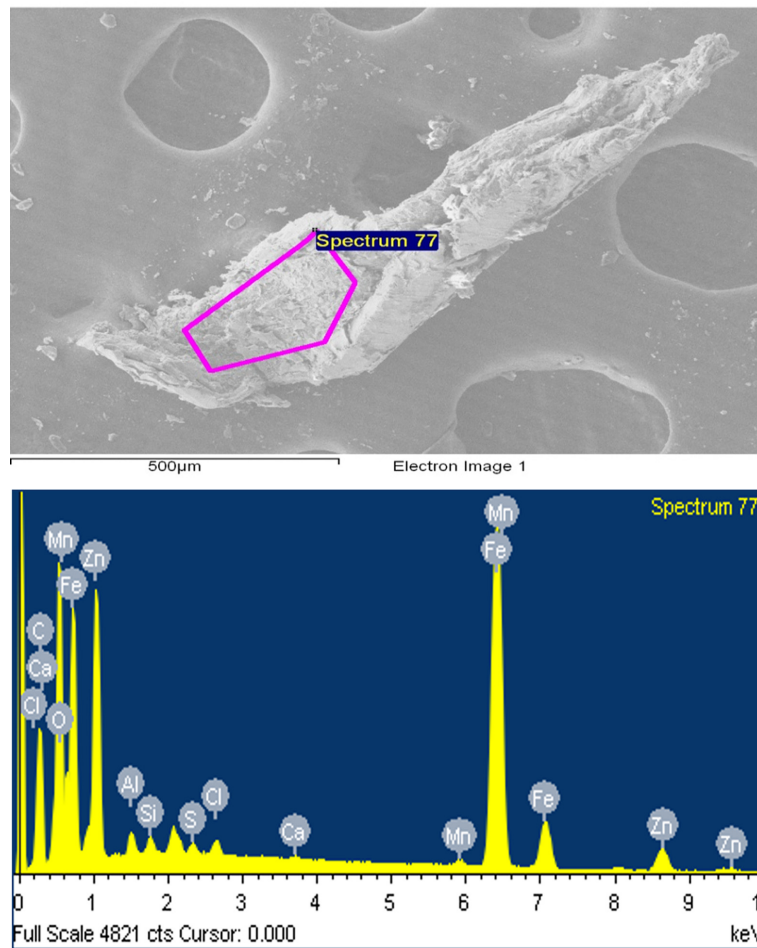 Spectrum 77
500µm
Electron Image 1
Spectrum 77
Mn
Mn
Fe
Zn
Fe
C
Ca
Cl
O
Al
Si
S
Cl
Ca
Mn
Fe
Zn
Zn
0 1 2 3 4 5 6 7 8 9 1
Full Scale 4821 cts Cursor: 0.000
keV